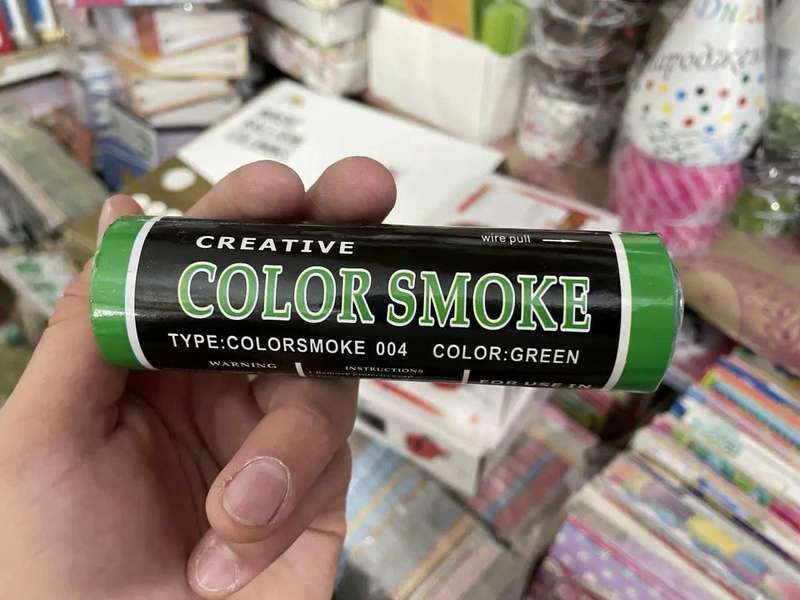 CREATIVE
wire pull
COLOR SMOKE
TYPE:COLORSMOKE 004 COLOR:GREEN
WARNING
INSTRUCTIONS
FOR USE IN